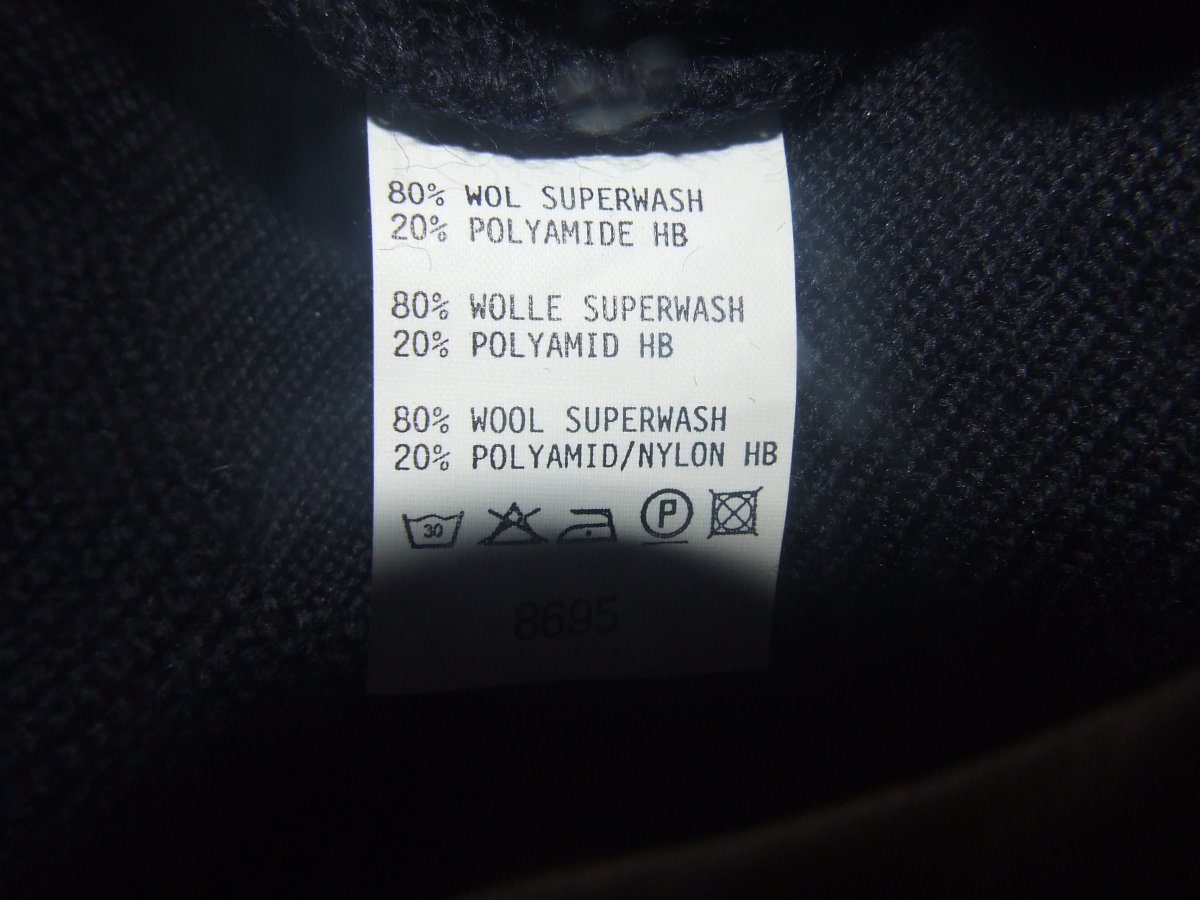 80% WOL SUPERWASH
20% POLYAMIDE HB
80% WOLLE SUPERWASH
20% POLYAMID HB
80% WOOL SUPERWASH
20% POLYAMID/NYLON HB
30 P
8695